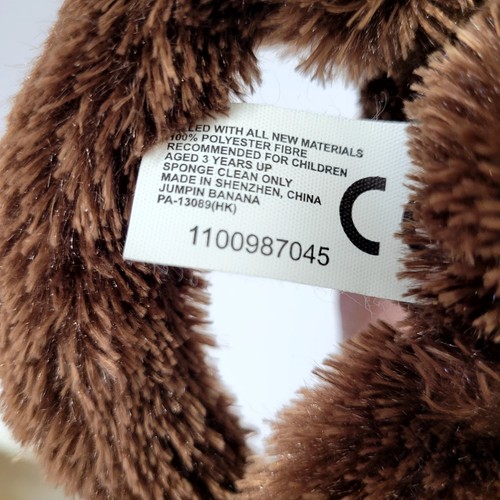 WITH ALL NEW MATERIALS
100% POLYESTER FIBRE
RECOMMENDED FOR CHILDREN
AGED 3 YEARS UP
SPONGE CLEAN ONLY
MADE IN SHENZHEN, CHINA
JUMPIN BANANA
PA-13089(HK)
1100987045